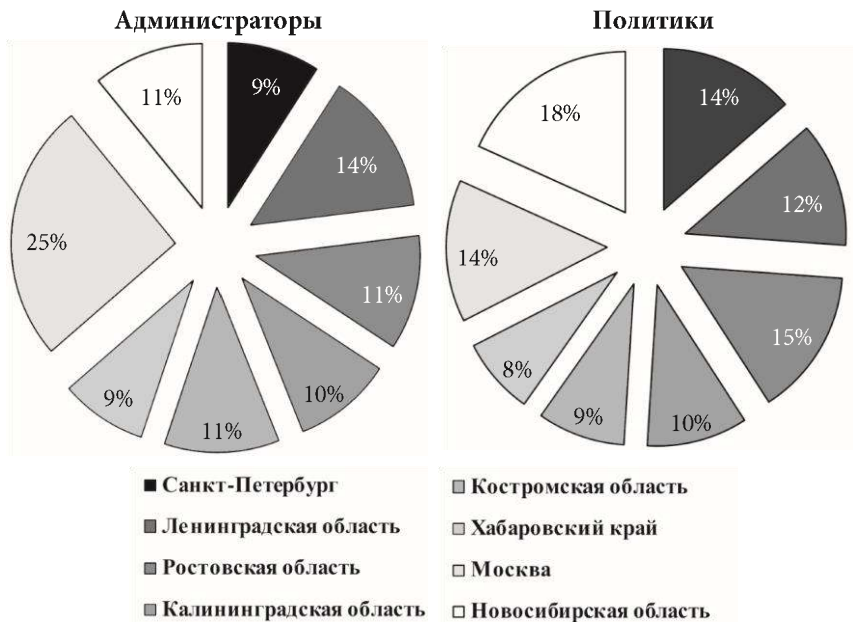 Администраторы
Политики
9%
14%
11%
10%
11%
9%
25%
11%
14%
12%
15%
10%
9%
8%
14%
18%
Санкт-Петербург
Ленинградская область
Ростовская область
Калининградская область
Костромская область
Хабаровский край
Москва
Новосибирская область